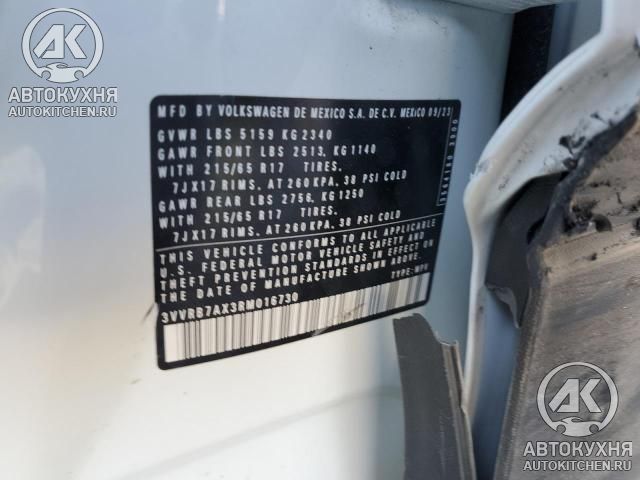 AK
АВТОКУХНЯ
AUTOKITCHEN.RU
MFD BY VOLKSWAGEN DE MEXICO S.A. DE C.V. MEXICO 09/23
GVWR LBS 5159 KG 2340
GAWR FRONT LBS 2513, KG 1140
WITH 215/65 R17 TIRES.
7JX17 RIMS, AT 260 KPA, 38 PSI COLD
GAWR REAR LBS 2756, KG 1250
WITH 215/65 R17 TIRES.
7JX17 RIMS, AT 260 KPA, 38 PSI COLD
THIS VEHICLE CONFORMS TO ALL APPLICABLE
U.S. FEDERAL MOTOR VEHICLE SAFETY AND
THEFT PREVENTION STANDARDS IN EFFECT ON
THE DATE OF MANUFACTURE SHOWN ABOVE.
TYPE: MPV
3VVRB7AX3RM016730
AK
АВТОКУХНЯ
AUTOKITCHEN.RU